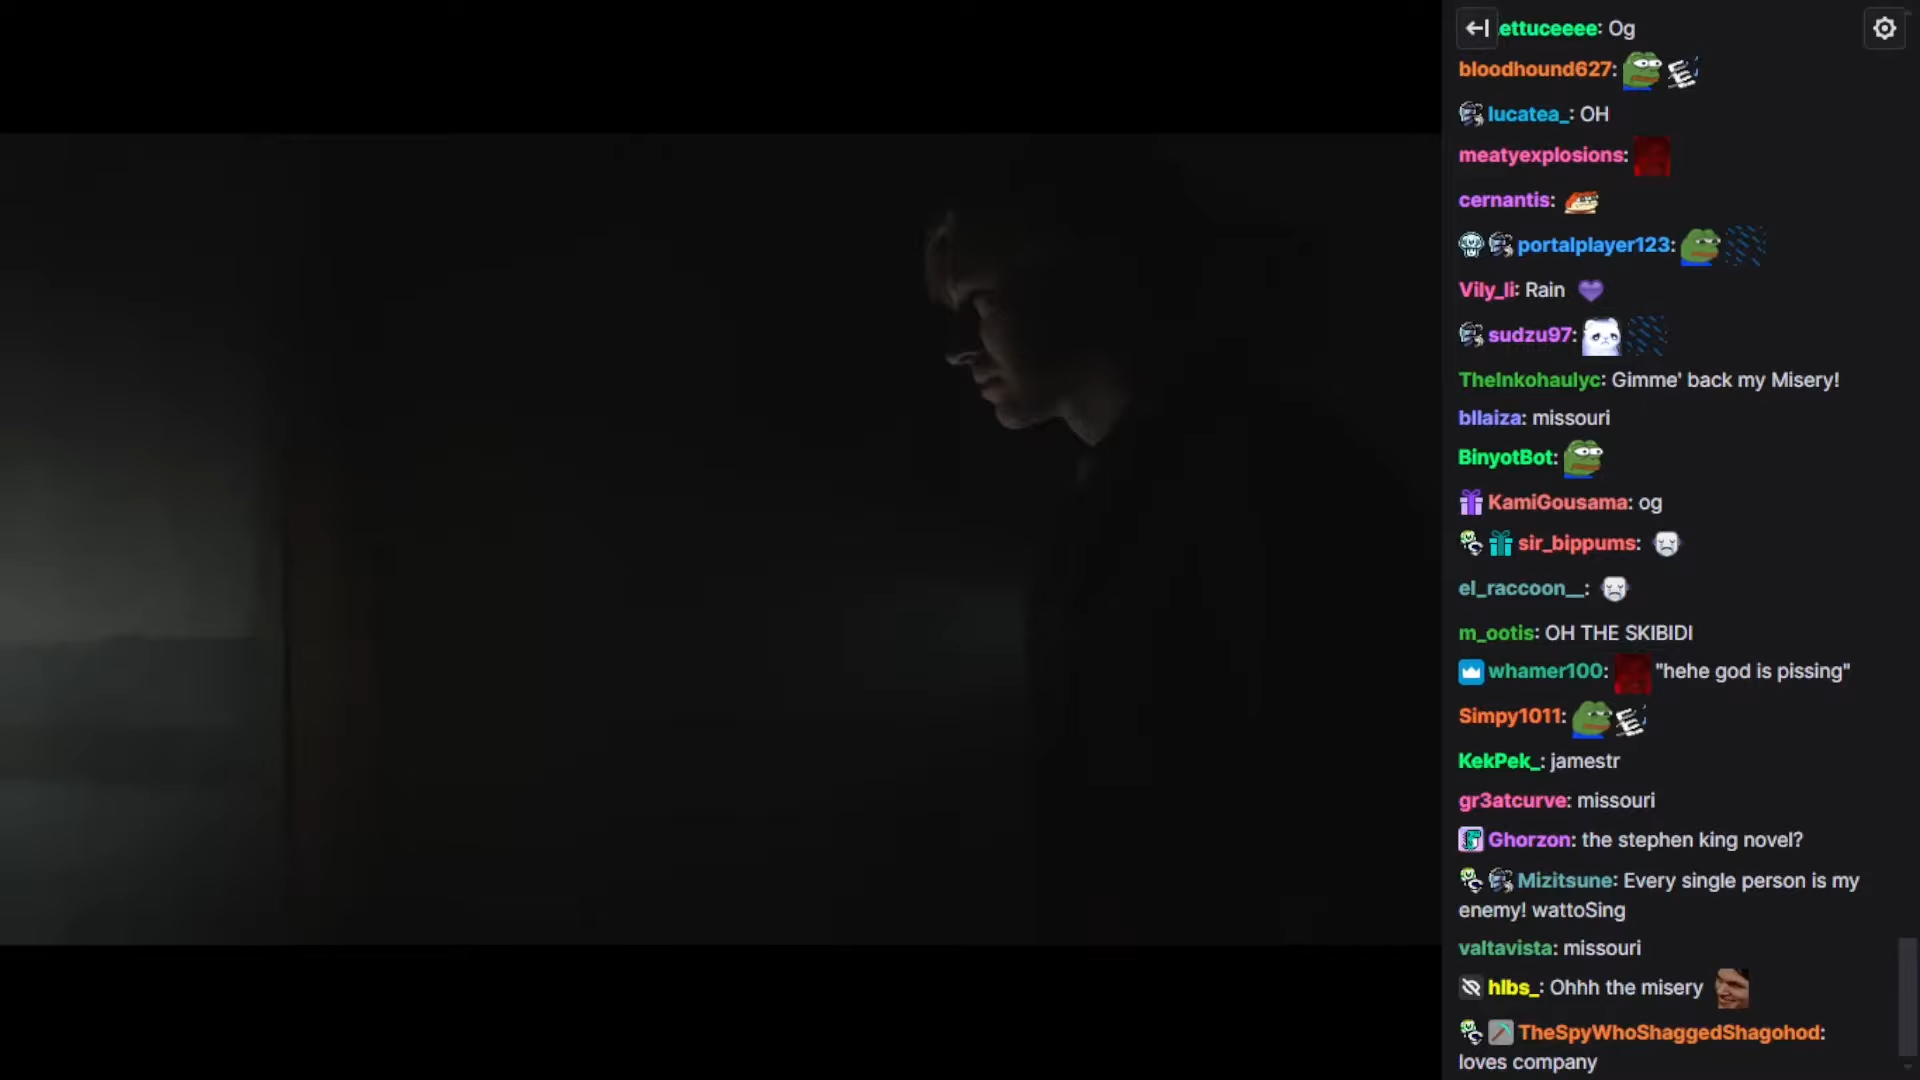 ettuceeee: Og
bloodhound627:
lucatea_: OH
meatyexplosions:
cernantis:
portalplayer123:
Vily_li: Rain
sudzu97:
TheInkohaulyc: Gimme' back my Misery!
bllaiza: missouri
BinyotBot:
KamiGousama: og
sir_bippums:
el_raccoon__:
m_ootis: OH THE SKIBIDI
whamer100: "hehe god is pissing"
Simpy1011:
KekPek_: jamestr
gr3atcurve: missouri
Ghorzon: the stephen king novel?
Mizitsune: Every single person is my
enemy! wattoSing
valtavista: missouri
hlbs_: Ohhh the misery
TheSpyWhoShaggedShagohod:
loves company